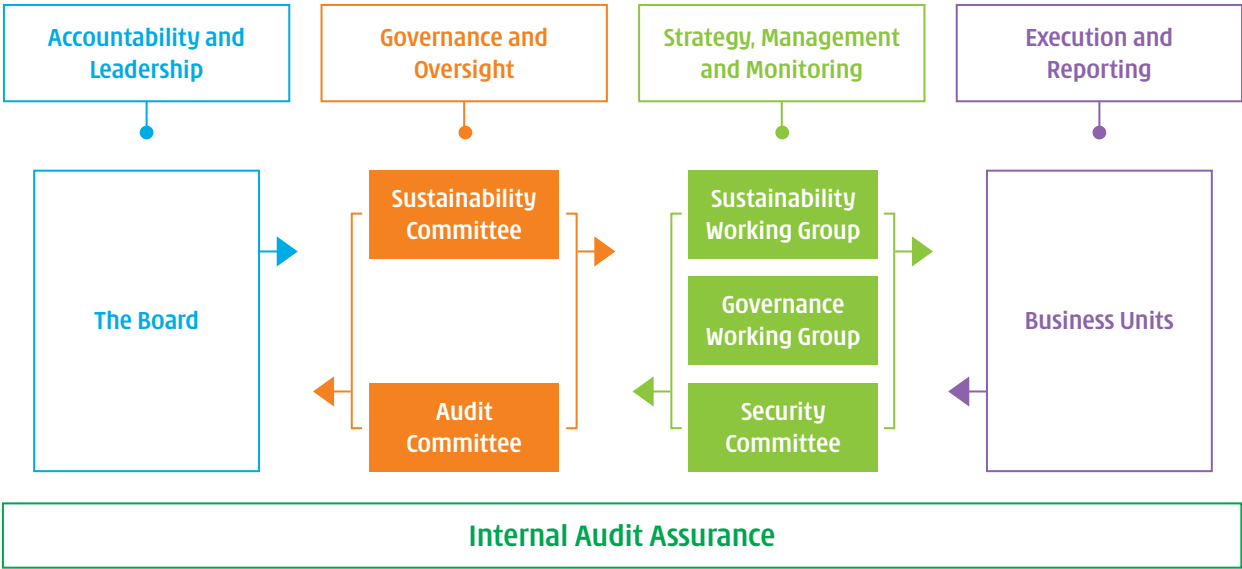 Accountability and
Leadership
Governance and
Oversight
Strategy, Management
and Monitoring
Execution and
Reporting
The Board
Sustainability
Committee
Audit
Committee
Sustainability
Working Group
Governance
Working Group
Security
Committee
Business Units
Internal Audit Assurance